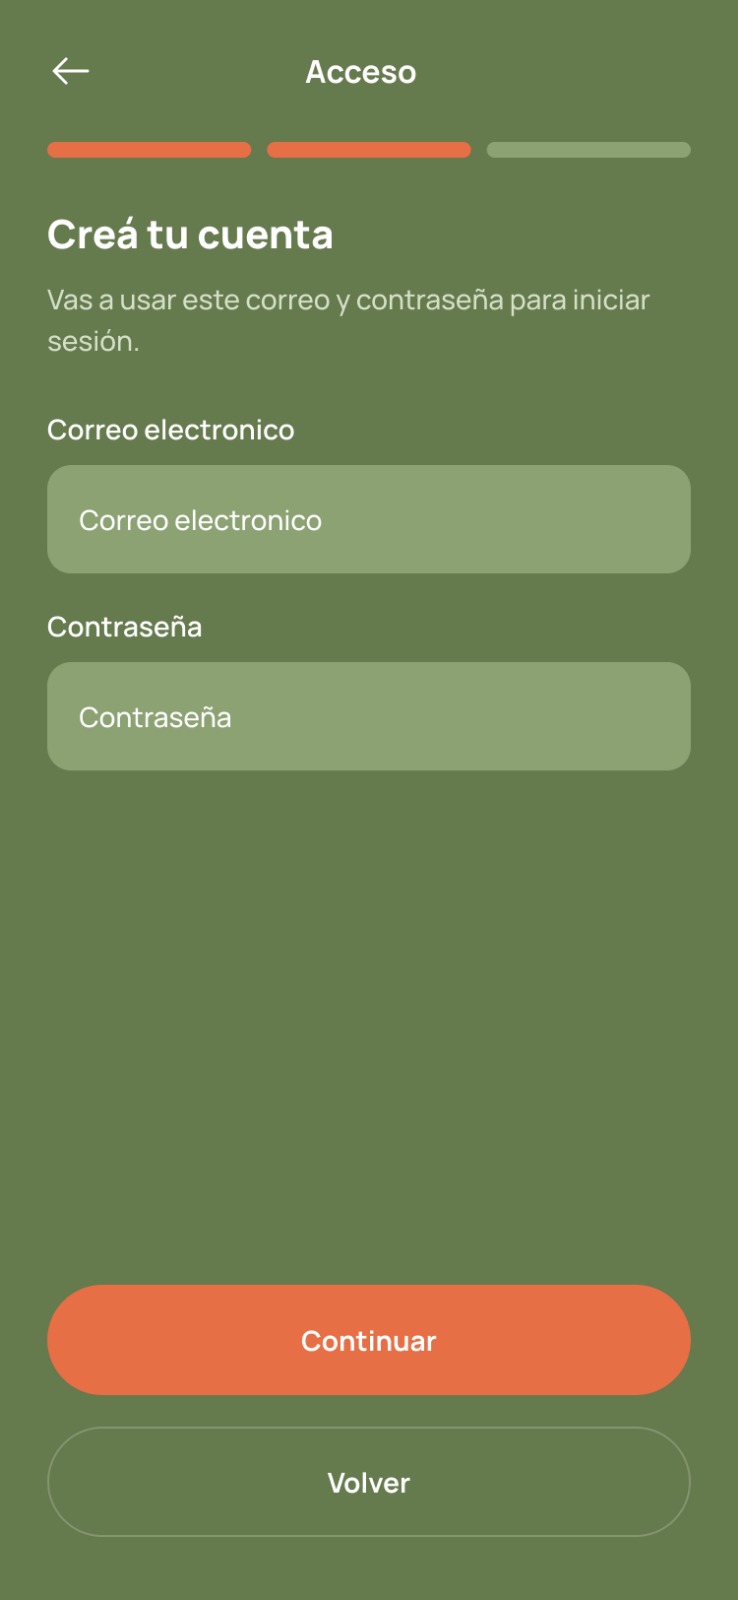 Acceso
Creá tu cuenta
Vas a usar este correo y contraseña para iniciar
sesión.
Correo electronico
Correo electronico
Contraseña
Contraseña
Continuar
Volver